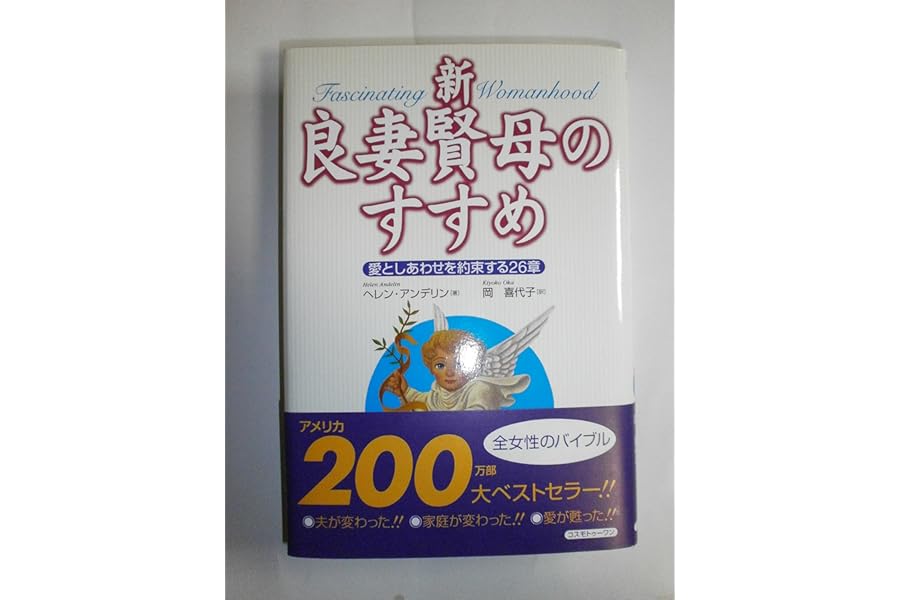 Fascinating Womanhood
新
良妻賢母の
すすめ
愛としあわせを約束する26章
Helen Andelin
Kiyoko Oka
ヘレン・アンデリン(著)
岡 喜代子(訳)
アメリカ
200万部
全女性のバイブル
大ベストセラー!!
●夫が変わった!! ●家庭が変わった!! ●愛が甦った!!
コスモトゥーワン